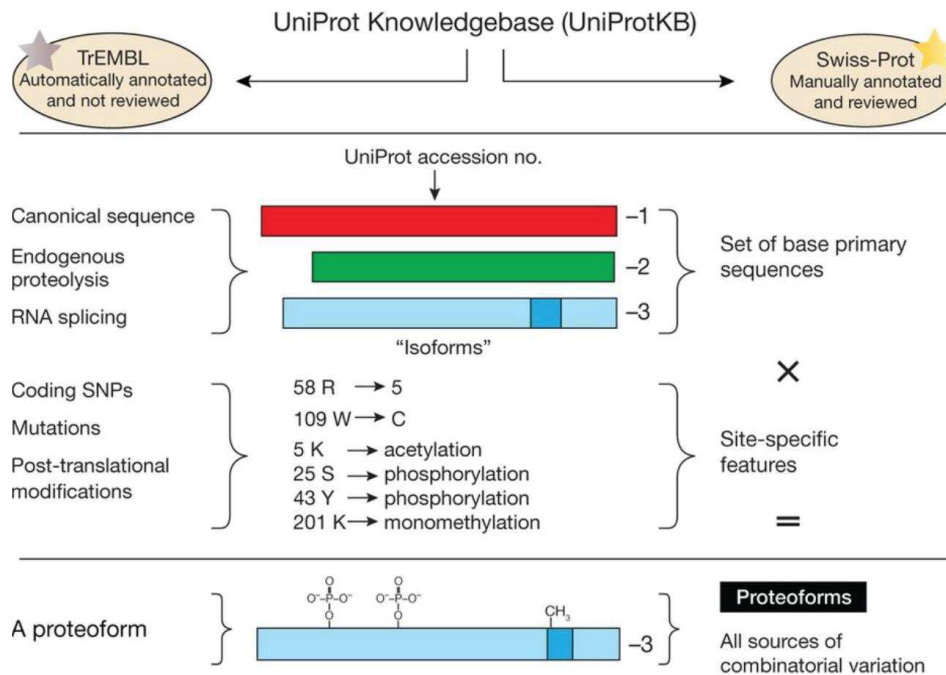 UniProt Knowledgebase (UniProtKB)
TrEMBL
Automatically annotated
and not reviewed
Swiss-Prot
Manually annotated
and reviewed
UniProt accession no.
Canonical sequence
Endogenous
proteolysis
RNA splicing
–1
–2
–3
"Isoforms"
Set of base primary
sequences
×
Coding SNPs
Mutations
Post-translational
modifications
58 R → 5
109 W → C
5 K → acetylation
25 S → phosphorylation
43 Y → phosphorylation
201 K → monomethylation
Site-specific
features
=
A proteoform
O
O⁻–P–O⁻
O
O
O⁻–P–O⁻
O
CH₃
–3
Proteoforms
All sources of
combinatorial variation